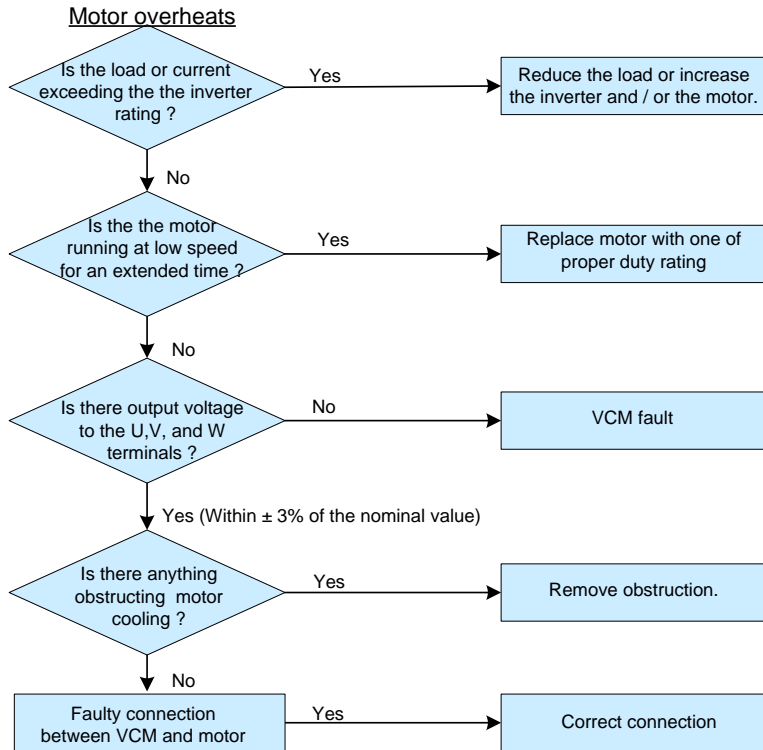 Motor overheats
Is the load or current
exceeding the the inverter
rating ?
Yes
Reduce the load or increase
the inverter and / or the motor.
No
Is the the motor
running at low speed
for an extended time ?
Yes
Replace motor with one of
proper duty rating
No
Is there output voltage
to the U,V, and W
terminals ?
No
VCM fault
Yes (Within ± 3% of the nominal value)
Is there anything
obstructing motor
cooling ?
Yes
Remove obstruction.
No
Faulty connection
between VCM and motor
Yes
Correct connection